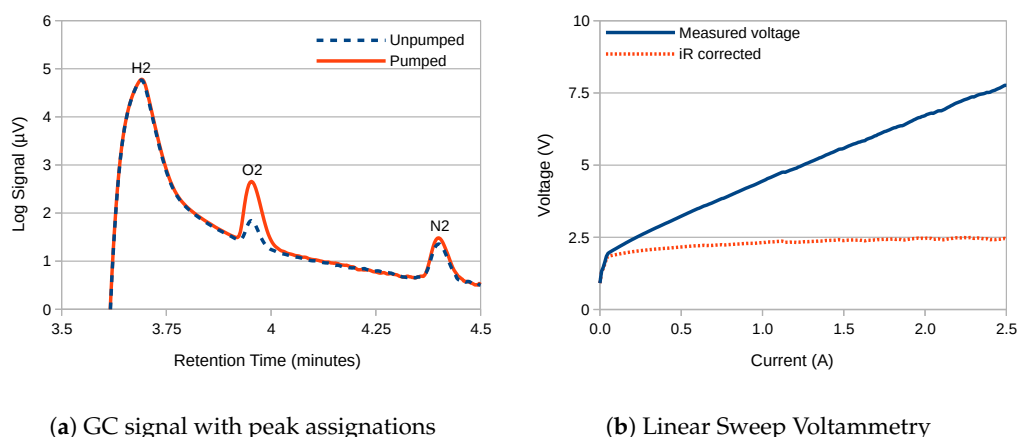 Unpumped
Pumped
H2
O2
N2
5
4
3
2
1
0
Log Signal (µV)
3.5 3.75 4 4.25 4.5
Retention Time (minutes)
(a) GC signal with peak assignations
Measured voltage
iR corrected
10
7.5
5
2.5
0
Voltage (V)
0.0 0.5 1.0 1.5 2.0 2.5
Current (A)
(b) Linear Sweep Voltammetry